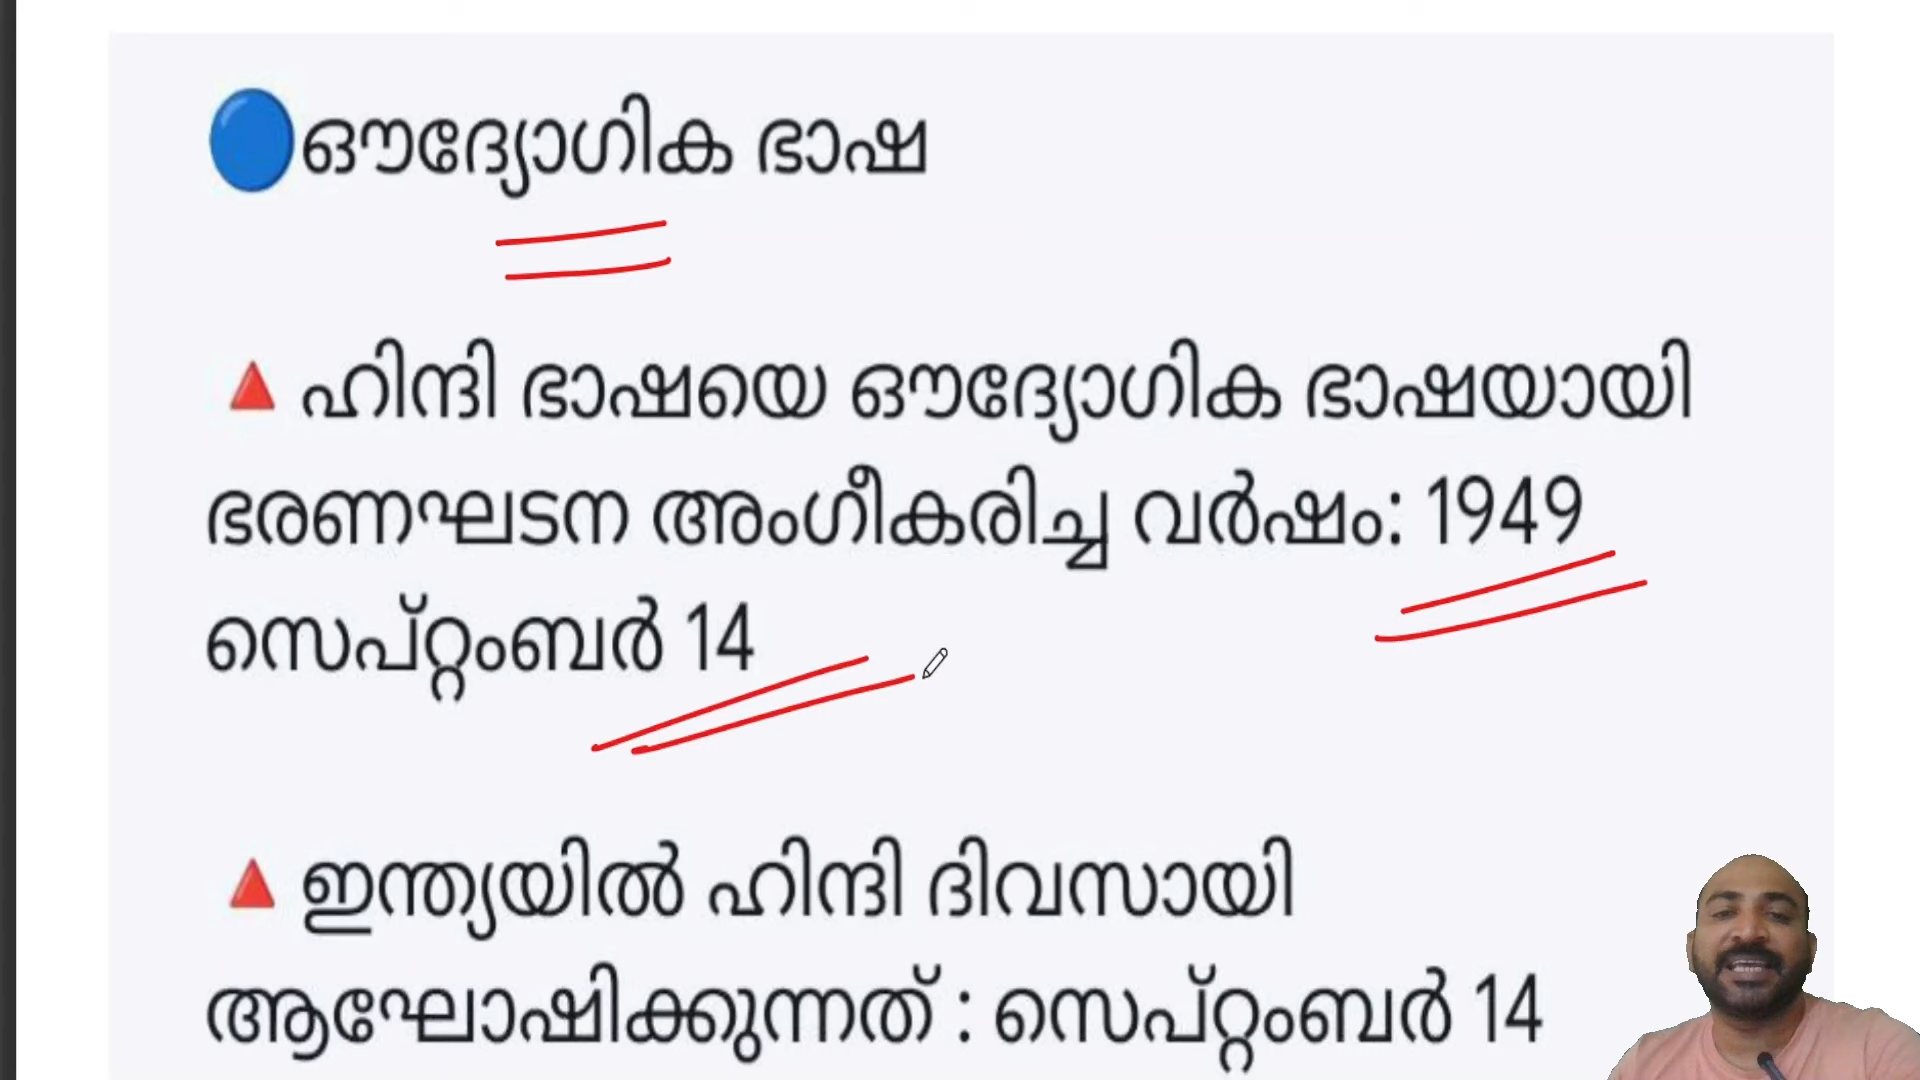 ഔദ്യോഗിക ഭാഷ
ഹിന്ദി ഭാഷയെ ഔദ്യോഗിക ഭാഷയായി
ഭരണഘടന അംഗീകരിച്ച വർഷം: 1949
സെപ്റ്റംബർ 14
ഇന്ത്യയിൽ ഹിന്ദി ദിവസായി
ആഘോഷിക്കുന്നത് : സെപ്റ്റംബർ 14